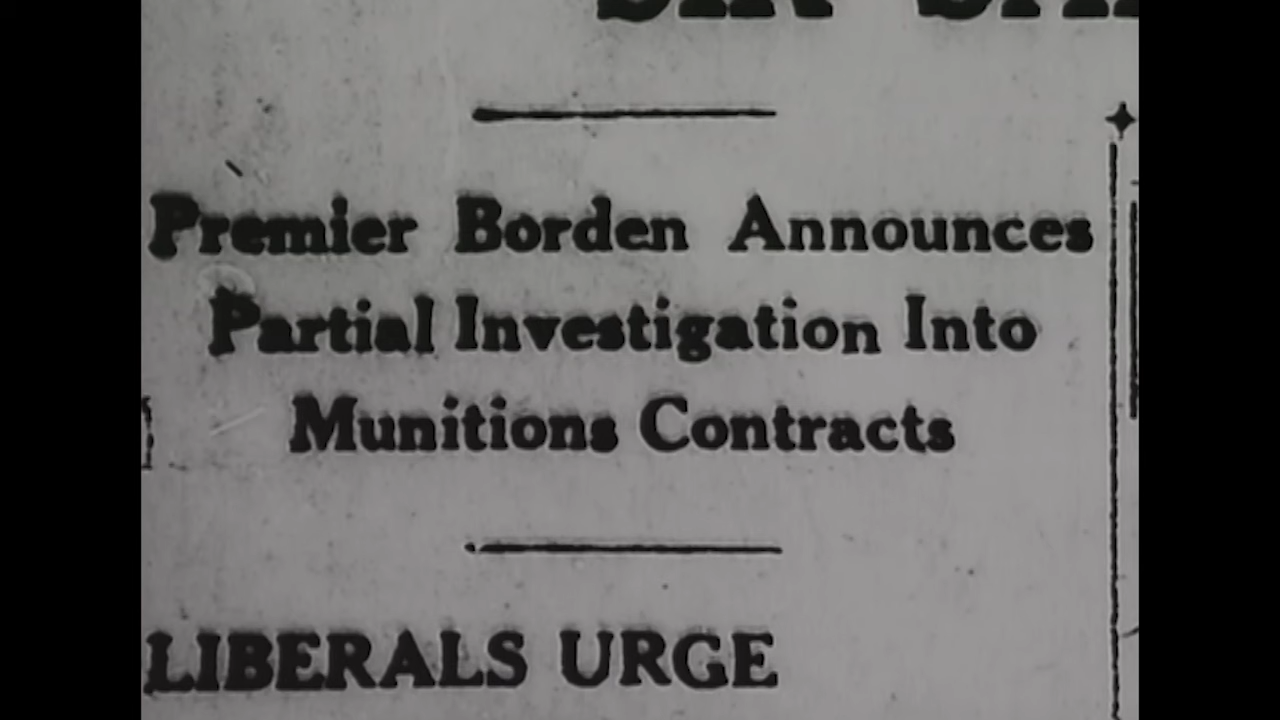 Premier Borden Announces
Partial Investigation Into
Munitions Contracts
LIBERALS URGE